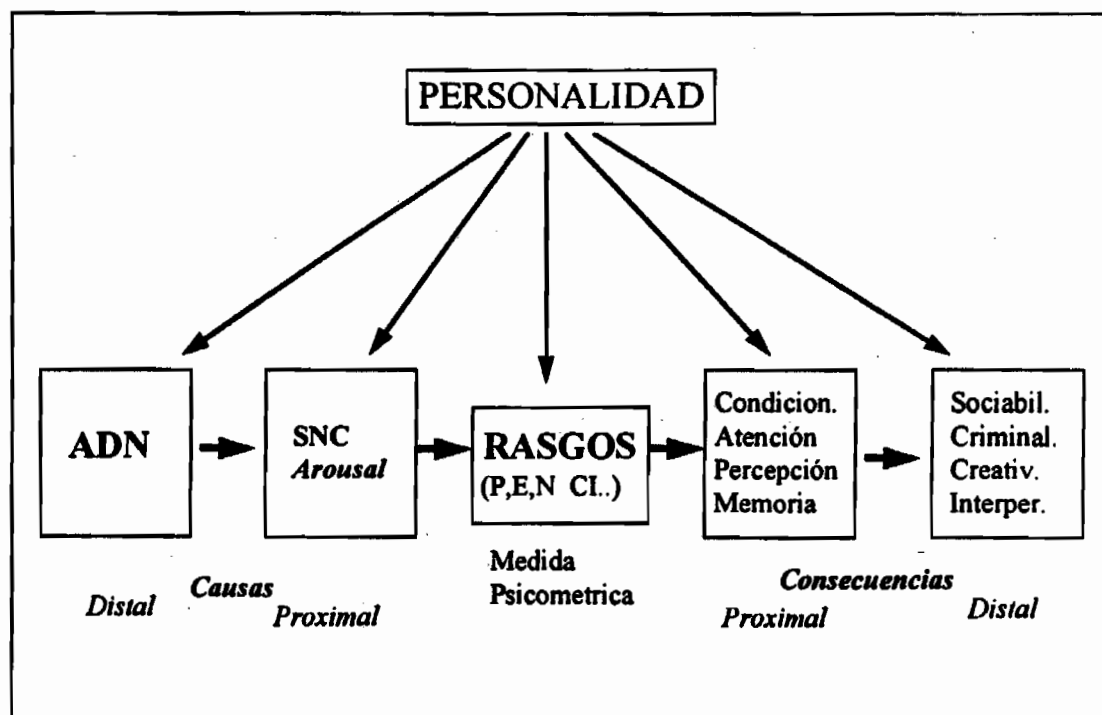 PERSONALIDAD
ADN
SNC
Arousal
RASGOS
(P,E,N CI..)
Condicion.
Atención
Percepción
Memoria
Sociabil.
Criminal.
Creativ.
Interper.
Medida
Psicometrica
Causas
Distal
Proximal
Consecuencias
Proximal
Distal